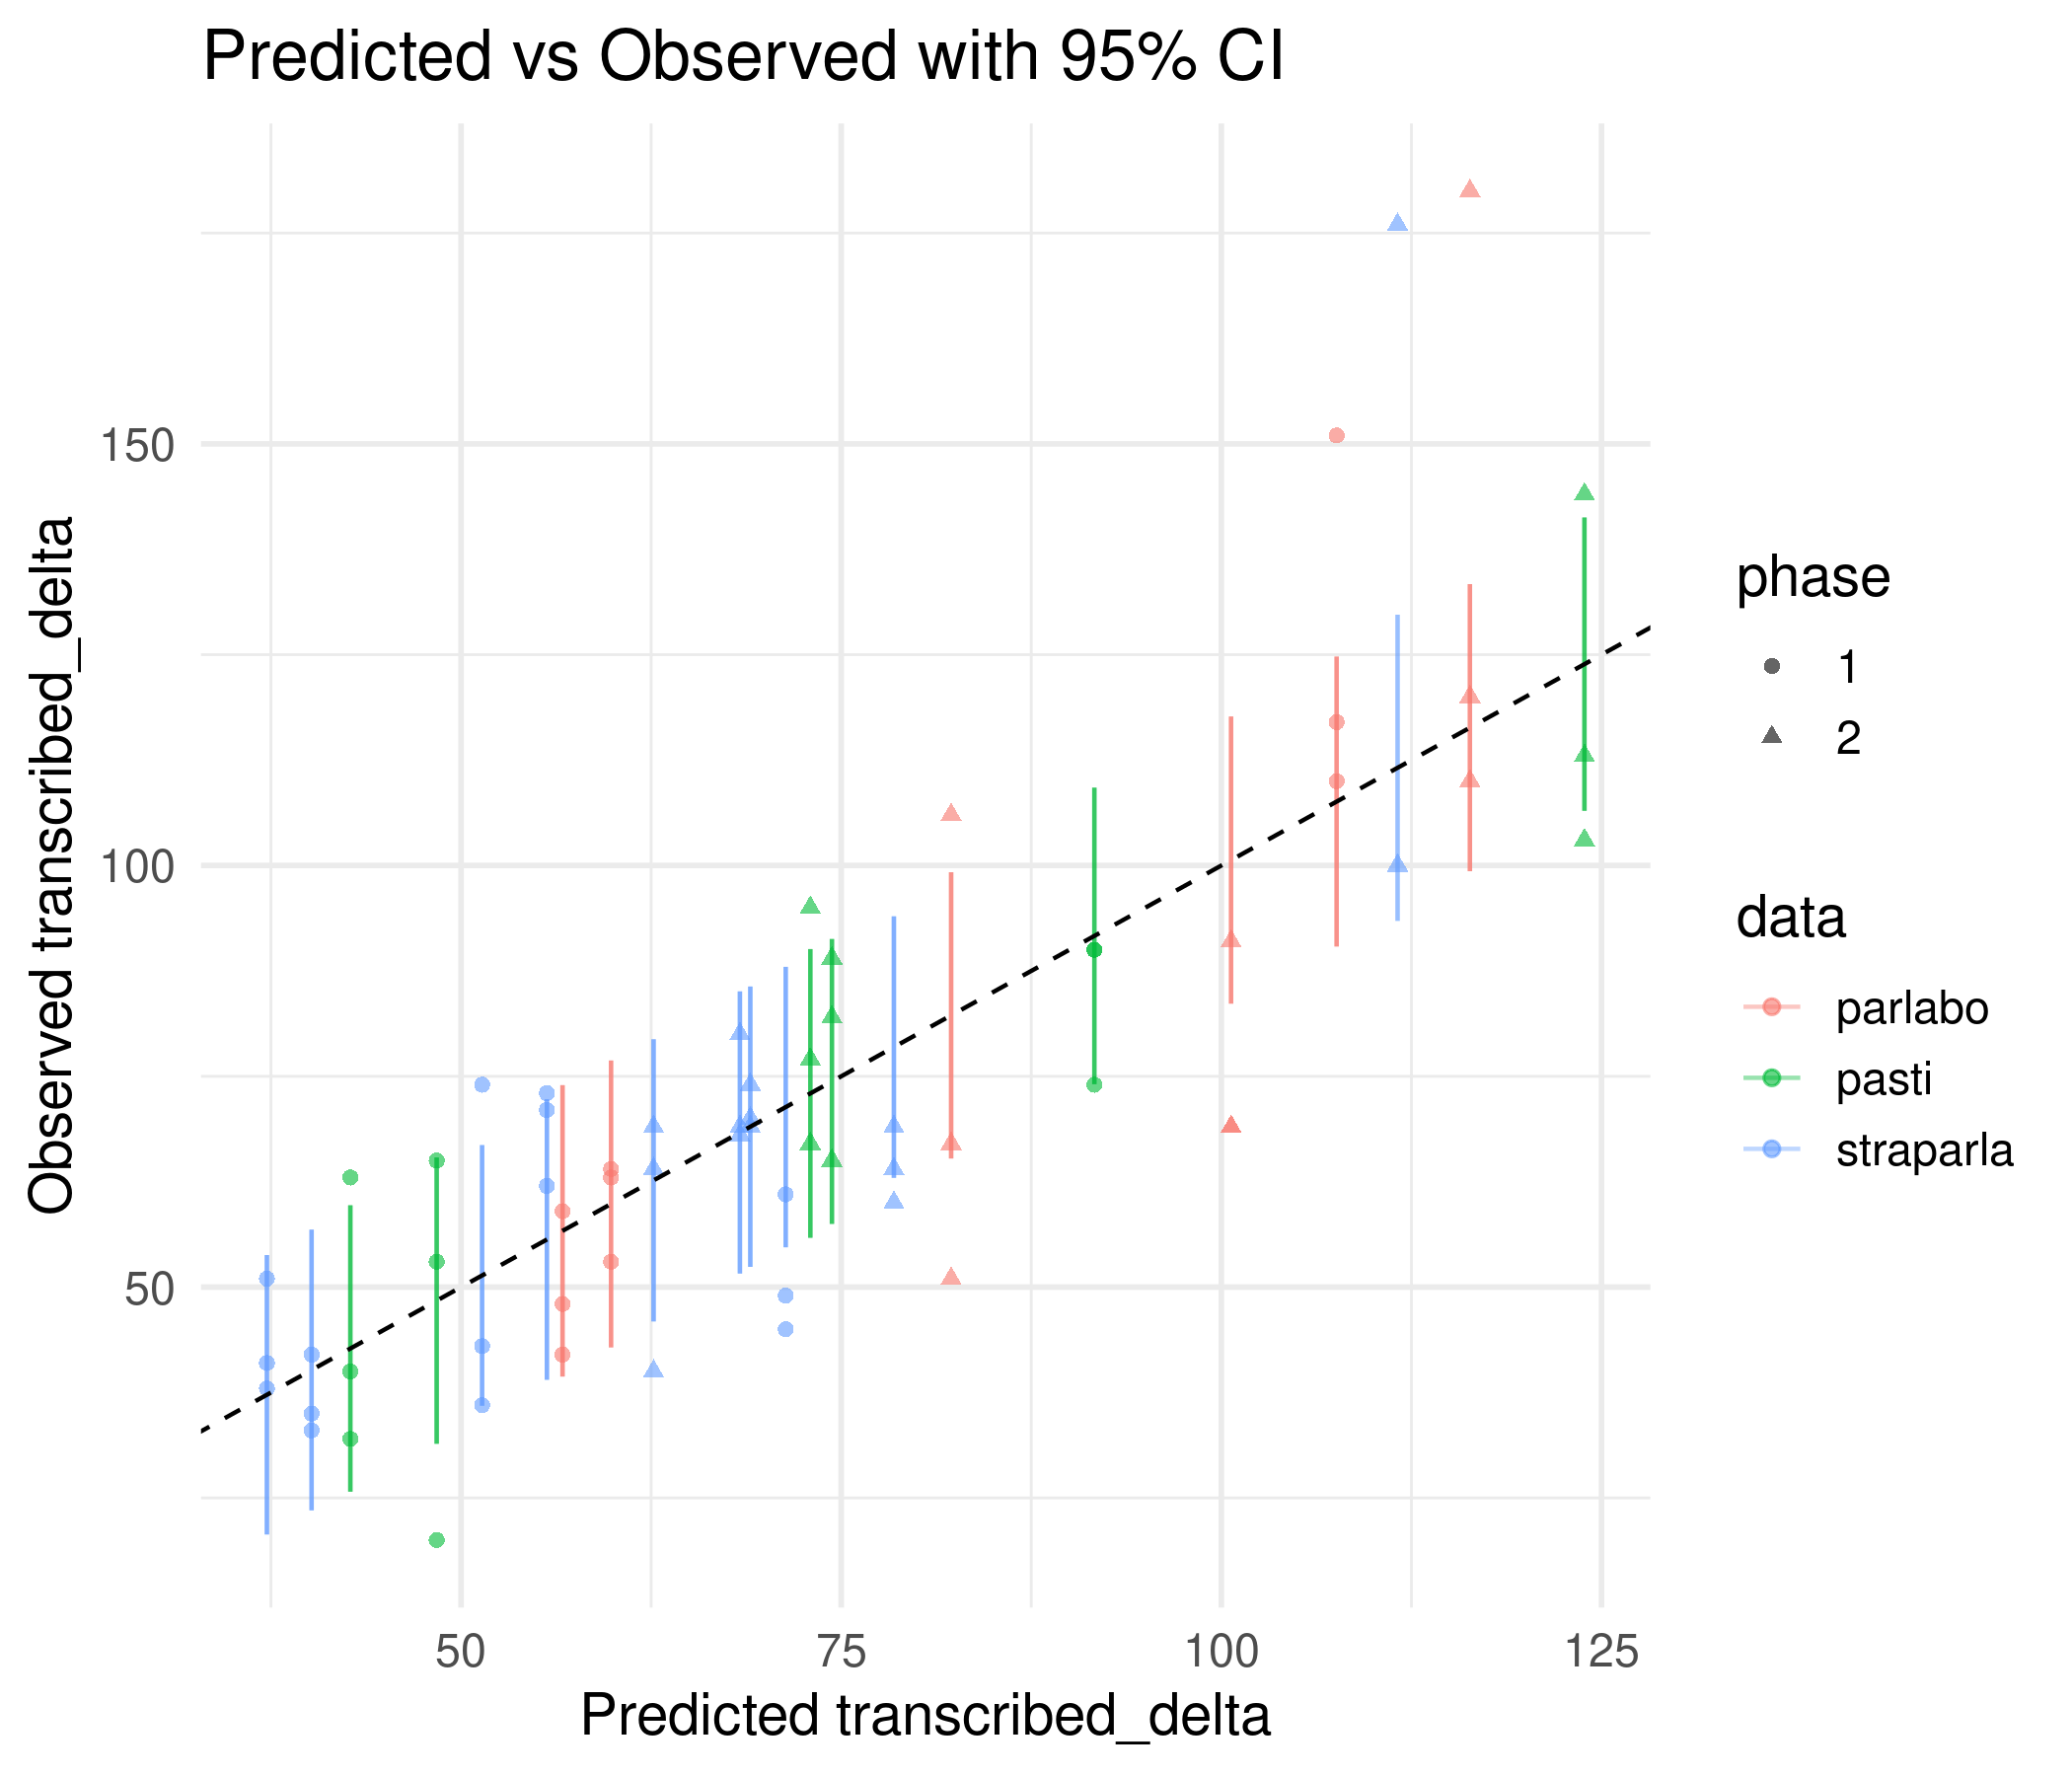 Predicted vs Observed with 95% CI
Observed transcribed_delta
150
100
50
50
75
100
125
Predicted transcribed_delta
phase
1
2
data
parlabo
pasti
straparla